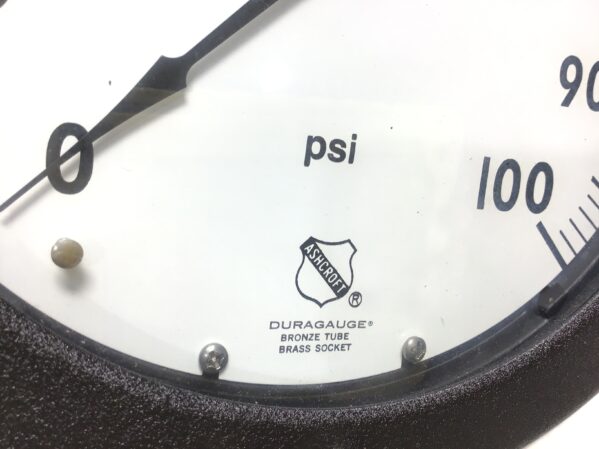 90
psi
100
0
ASHCROFT
®
DURAGAUGE®
BRONZE TUBE
BRASS SOCKET